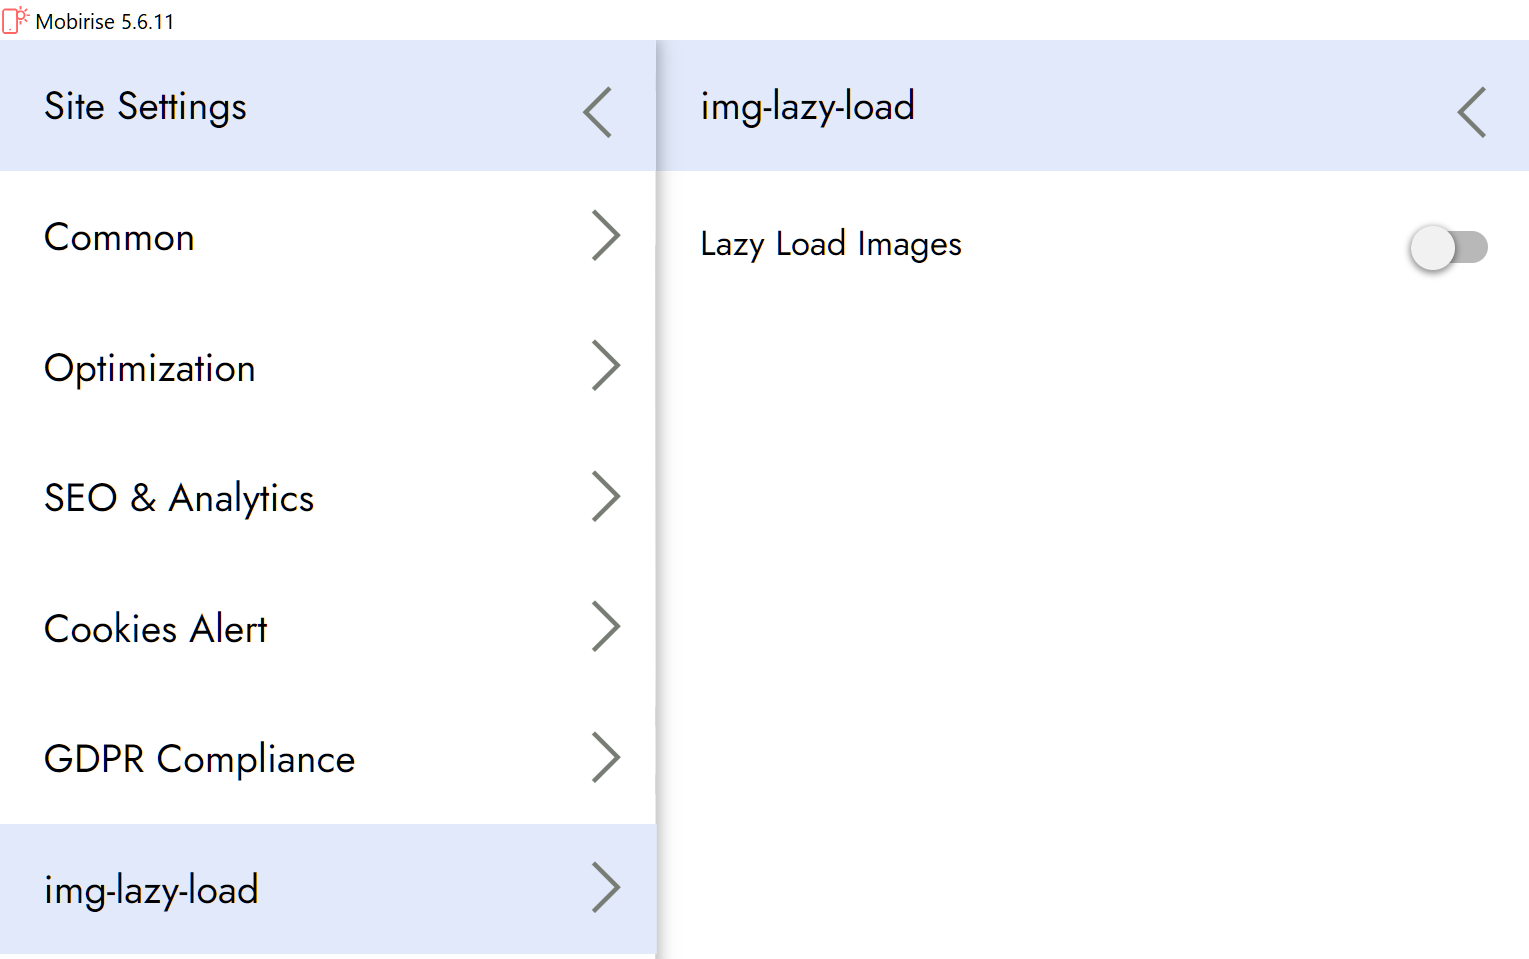 Mobirise 5.6.11
Site Settings
Common
Optimization
SEO & Analytics
Cookies Alert
GDPR Compliance
img-lazy-load
img-lazy-load
Lazy Load Images